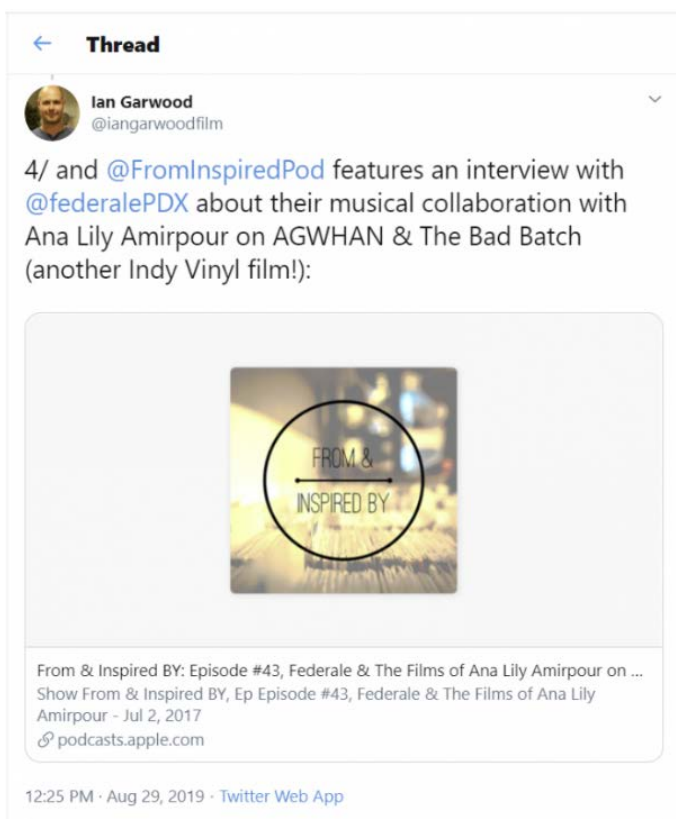 Thread
Ian Garwood
@iangarwoodfilm
4/ and @FromInspiredPod features an interview with
@federalePDX about their musical collaboration with
Ana Lily Amirpour on AGWHAN & The Bad Batch
(another Indy Vinyl film!):
FROM &
INSPIRED BY
From & Inspired BY: Episode #43, Federale & The Films of Ana Lily Amirpour on ...
Show From & Inspired BY, Ep Episode #43, Federale & The Films of Ana Lily
Amirpour - Jul 2, 2017
podcasts.apple.com
12:25 PM · Aug 29, 2019 · Twitter Web App